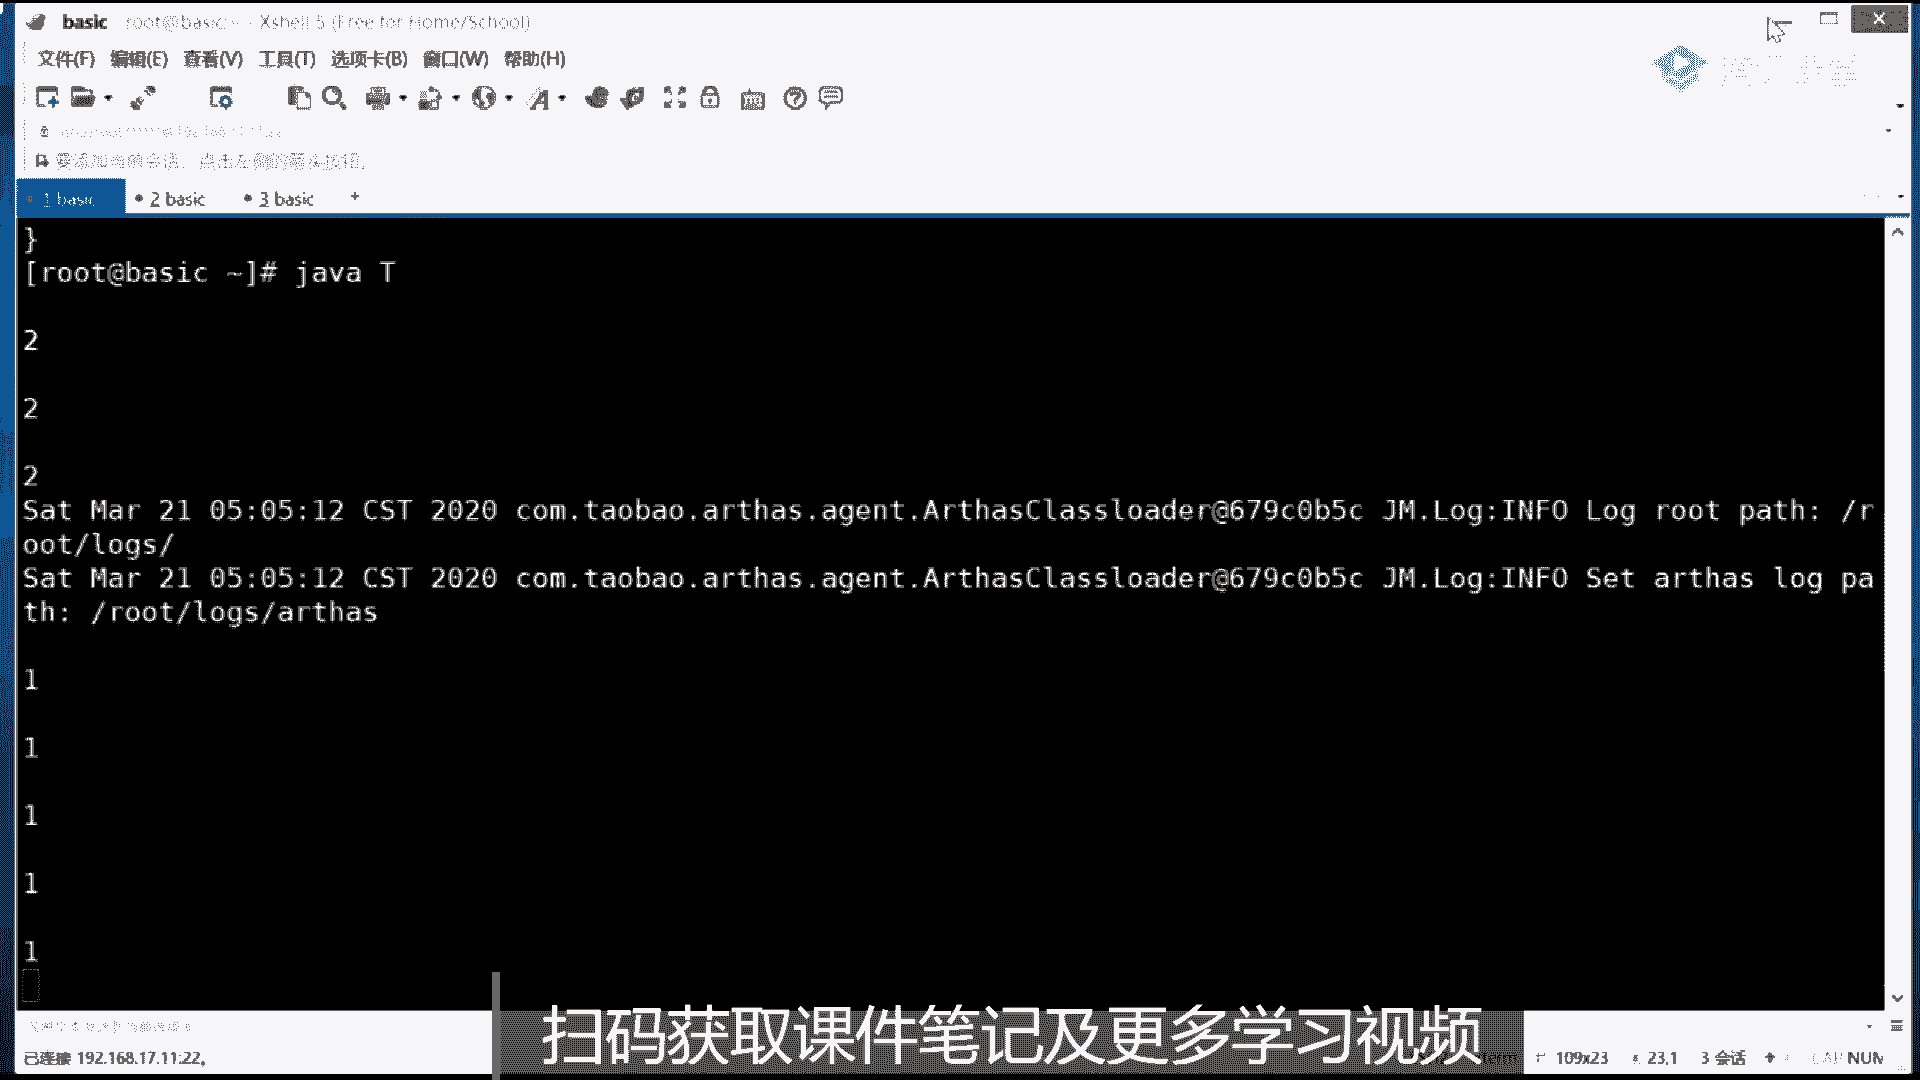 basic root@basic:~ - Xshell 5 (Free for Home/School)
文件(F) 编辑(E) 查看(V) 工具(T) 选项卡(B) 窗口(W) 帮助(H)
要添加当前会话，点击左侧的箭头按钮。
1 basic 2 basic 3 basic +
}
[root@basic ~]# java T
2
2
2
Sat Mar 21 05:05:12 CST 2020 com.taobao.arthas.agent.ArthasClassloader@679c0b5c JM.Log:INFO Log root path: /r
oot/logs/
Sat Mar 21 05:05:12 CST 2020 com.taobao.arthas.agent.ArthasClassloader@679c0b5c JM.Log:INFO Set arthas log pa
th: /root/logs/arthas
1
1
1
1
1
扫码获取课件笔记及更多学习视频
已连接 192.168.17.11:22。 109x23 23,1 3 会话 CAP NUM